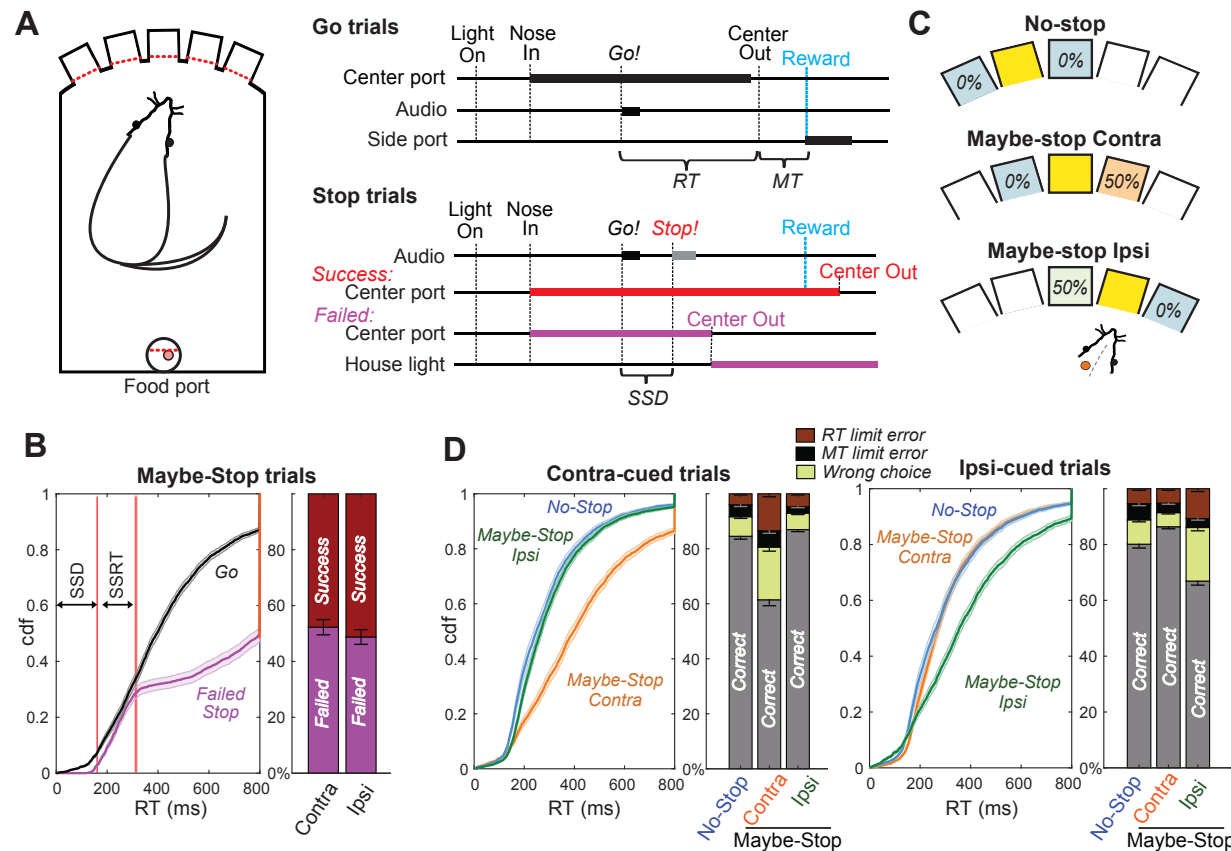 A
Food port
Go trials
Light On
Nose In
Go!
Center Out
Reward
Center port
Audio
Side port
RT
MT
Stop trials
Light On
Nose In
Go!
Stop!
Reward
Audio
Success:
Center Out
Center port
Failed:
Center Out
Center port
House light
SSD
C
No-stop
0%
0%
Maybe-stop Contra
0%
50%
Maybe-stop Ipsi
50%
0%
B
Maybe-Stop trials
1
0.8
0.6
0.4
0.2
0
cdf
SSD
SSRT
Go
Failed
Stop
0
200
400
600
800
RT (ms)
80
60
40
20
0%
Success
Success
Failed
Failed
Contra
Ipsi
D
RT limit error
MT limit error
Wrong choice
Contra-cued trials
1
0.8
0.6
0.4
0.2
0
cdf
No-Stop
Maybe-Stop
Ipsi
Maybe-Stop
Contra
0
200
400
600
800
RT (ms)
80
60
40
20
0%
Correct
Correct
Correct
No-Stop
Contra
Ipsi
Maybe-Stop
Ipsi-cued trials
1
0.8
0.6
0.4
0.2
0
No-Stop
Maybe-Stop
Contra
Maybe-Stop
Ipsi
0
200
400
600
800
RT (ms)
80
60
40
20
0%
Correct
Correct
Correct
No-Stop
Contra
Ipsi
Maybe-Stop